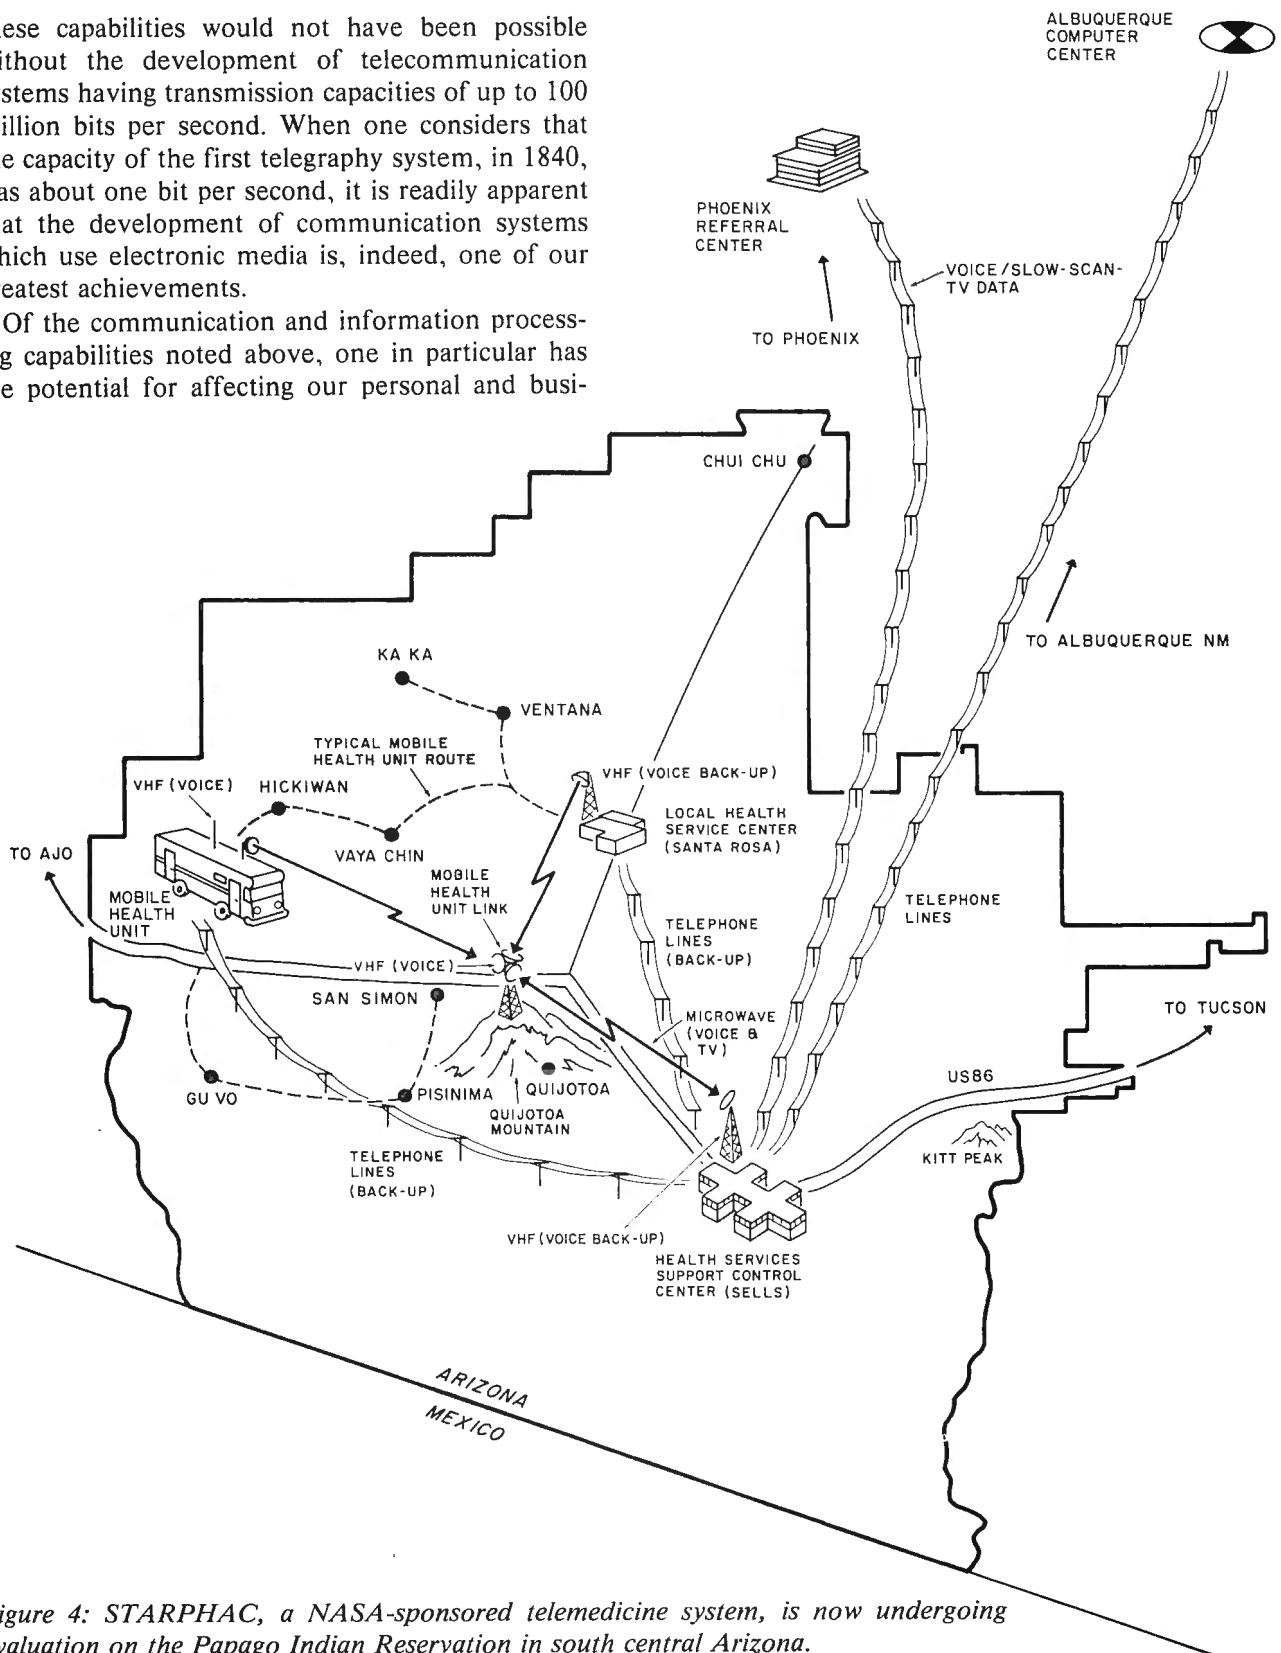 ese capabilities would not have been possible
ithout the development of telecommunication
stems having transmission capacities of up to 100
illion bits per second. When one considers that
e capacity of the first telegraphy system, in 1840,
as about one bit per second, it is readily apparent
at the development of communication systems
hich use electronic media is, indeed, one of our
reatest achievements.
Of the communication and information process-
g capabilities noted above, one in particular has
e potential for affecting our personal and busi-
ALBUQUERQUE
COMPUTER
CENTER
PHOENIX
REFERRAL
CENTER
VOICE/SLOW-SCAN-
TV DATA
TO PHOENIX
CHUI CHU
TO ALBUQUERQUE NM
KA KA
VENTANA
TYPICAL MOBILE
HEALTH UNIT ROUTE
VHF (VOICE)
HICKIWAN
VHF (VOICE BACK-UP)
LOCAL HEALTH
SERVICE CENTER
(SANTA ROSA)
TO AJO
VAYA CHIN
MOBILE
HEALTH
UNIT LINK
MOBILE
HEALTH
UNIT
TELEPHONE
LINES
TELEPHONE
LINES
(BACK-UP)
VHF (VOICE)
SAN SIMON
MICROWAVE
(VOICE &
TV)
TO TUCSON
US86
GU VO
PISINIMA
QUIJOTOA
QUIJOTOA
MOUNTAIN
KITT PEAK
TELEPHONE
LINES
(BACK-UP)
VHF (VOICE BACK-UP)
HEALTH SERVICES
SUPPORT CONTROL
CENTER (SELLS)
ARIZONA
MEXICO
igure 4: STARPHAC, a NASA-sponsored telemedicine system, is now undergoing
valuation on the Papago Indian Reservation in south central Arizona.